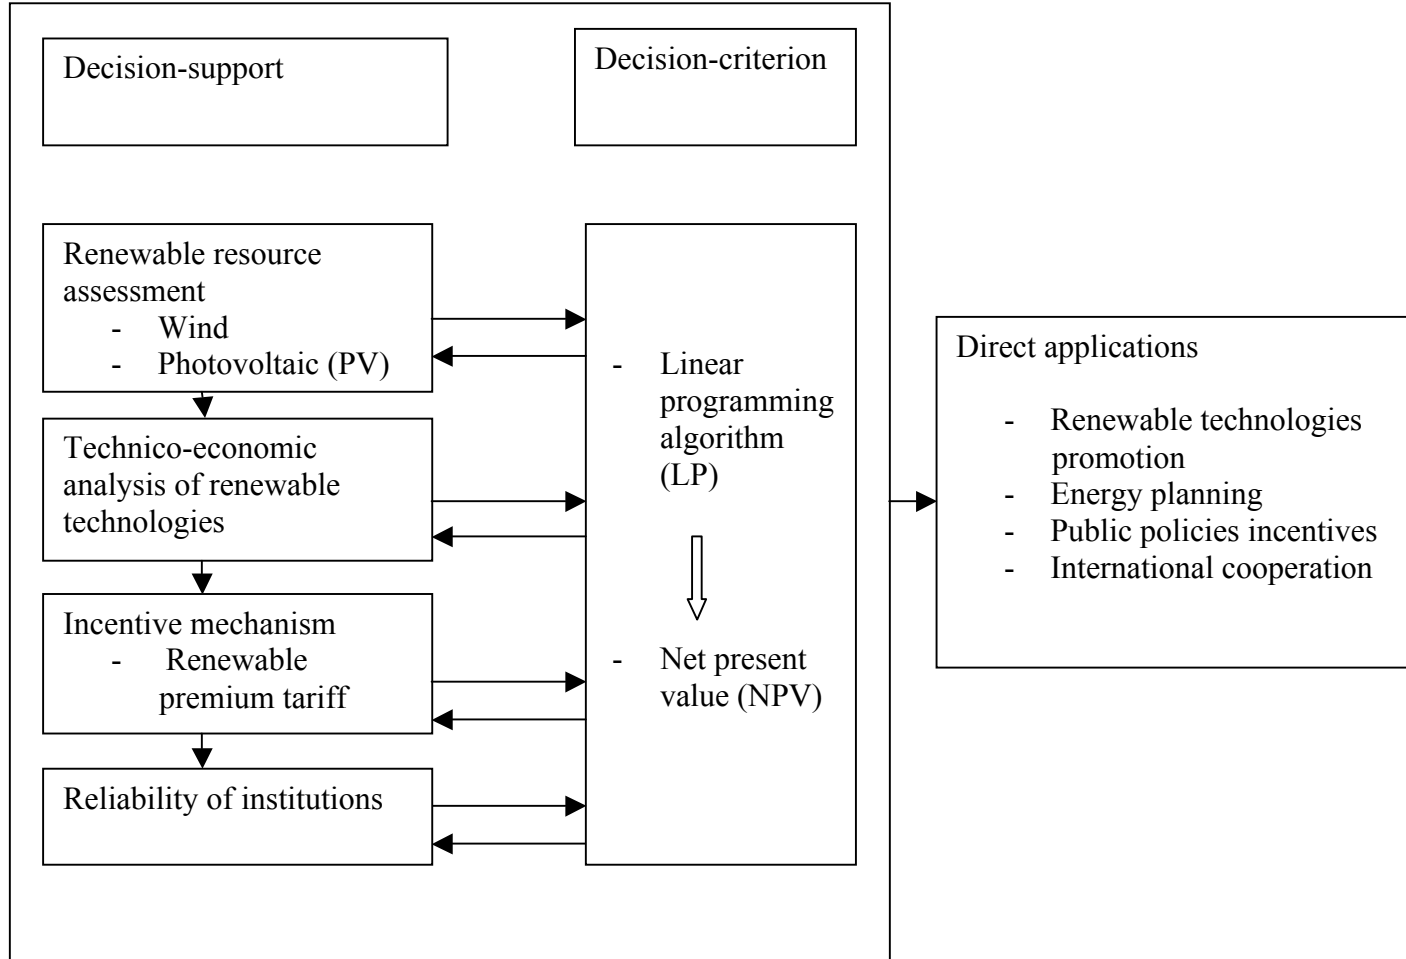 Decision-support
Decision-criterion
Renewable resource
assessment
- Wind
- Photovoltaic (PV)
Technico-economic
analysis of renewable
technologies
Incentive mechanism
- Renewable
premium tariff
Reliability of institutions
- Linear
programming
algorithm
(LP)
- Net present
value (NPV)
Direct applications
- Renewable technologies
promotion
- Energy planning
- Public policies incentives
- International cooperation